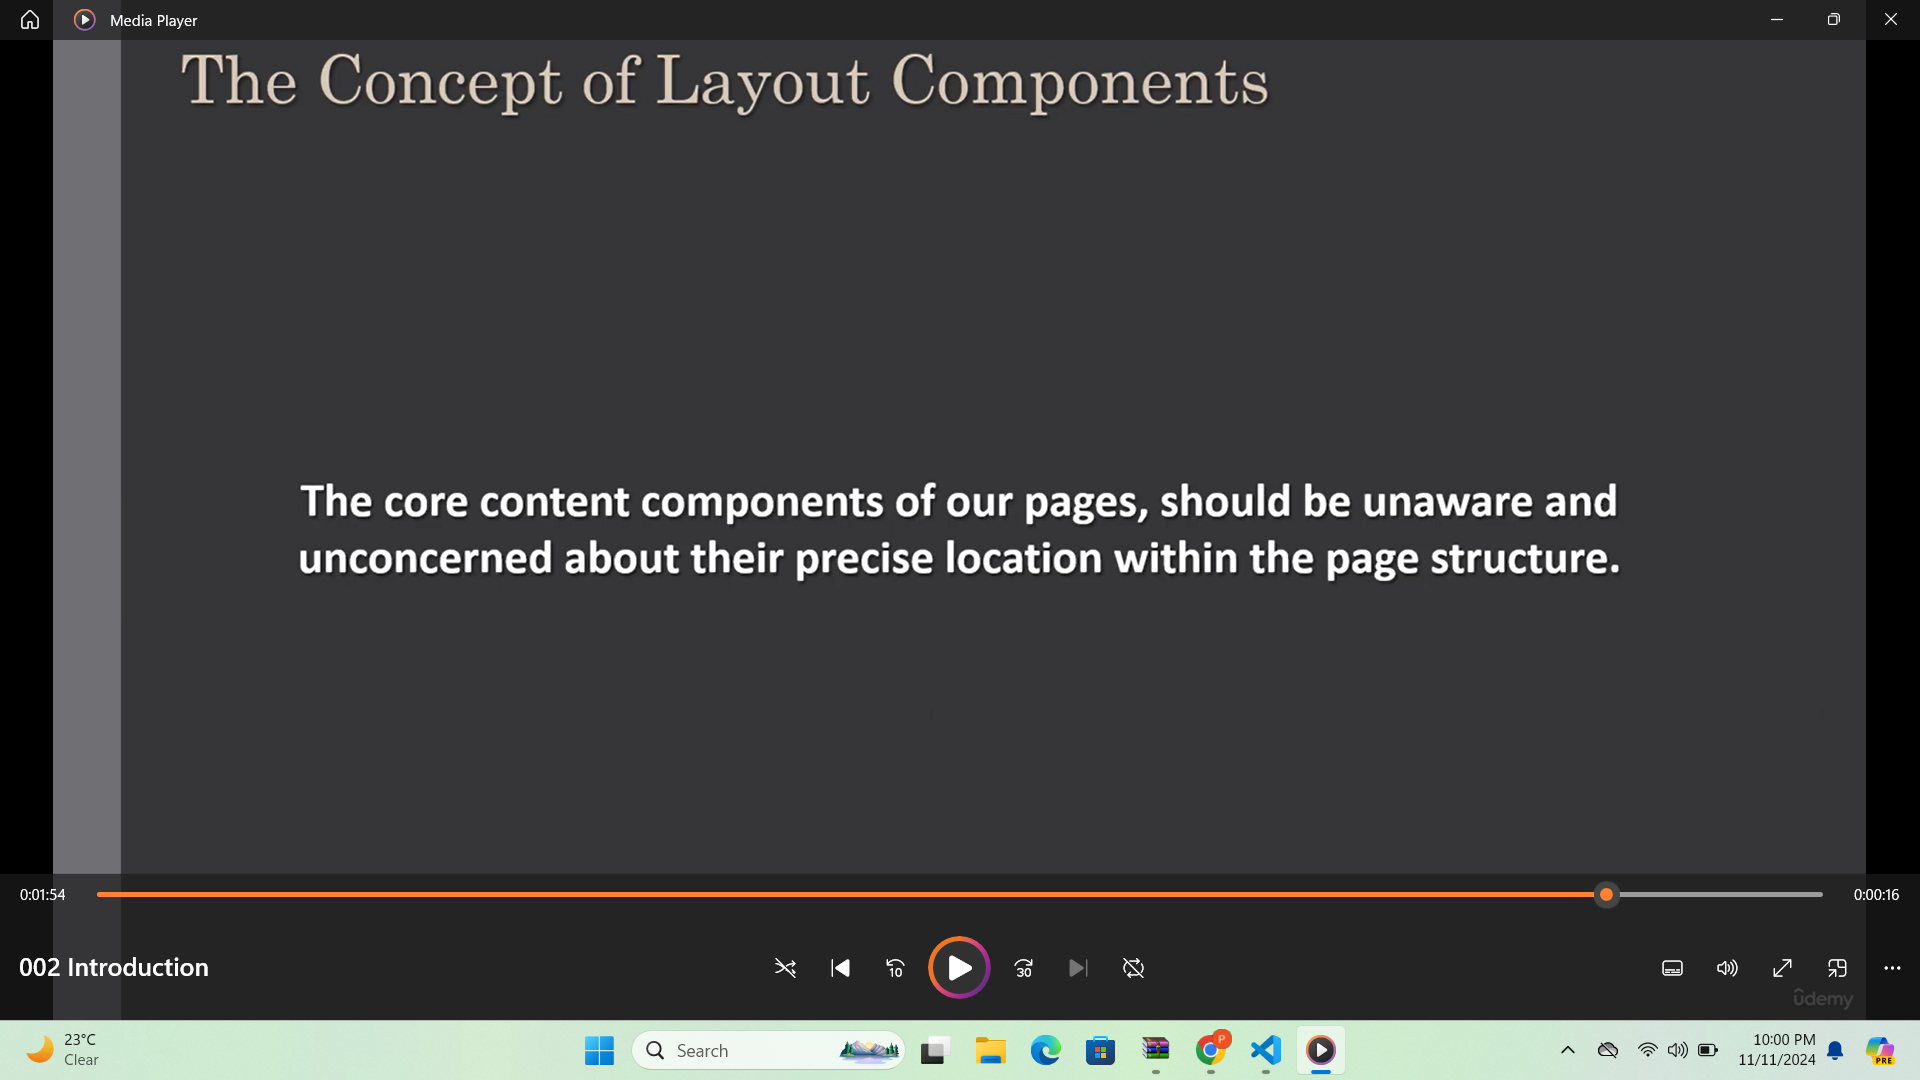 Media Player
The Concept of Layout Components
The core content components of our pages, should be unaware and
unconcerned about their precise location within the page structure.
0:01:54
0:00:16
002 Introduction
10
30
ûdemy
23°C
Clear
Search
P
10:00 PM
11/11/2024
PRE